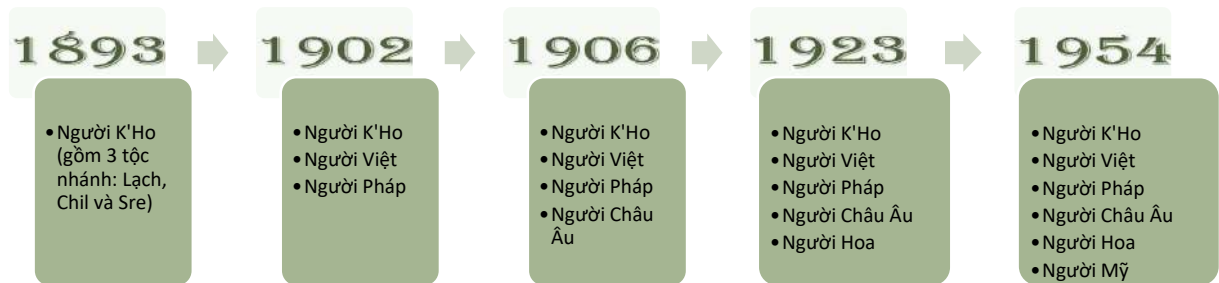 1893
1902
1906
1923
1954
•Người K'Ho
(gồm 3 tộc
nhánh: Lạch,
Chil và Sre)
•Người K'Ho
•Người Việt
•Người Pháp
•Người K'Ho
•Người Việt
•Người Pháp
•Người Châu
Âu
•Người K'Ho
•Người Việt
•Người Pháp
•Người Châu Âu
•Người Hoa
•Người K'Ho
•Người Việt
•Người Pháp
•Người Châu Âu
•Người Hoa
•Người Mỹ